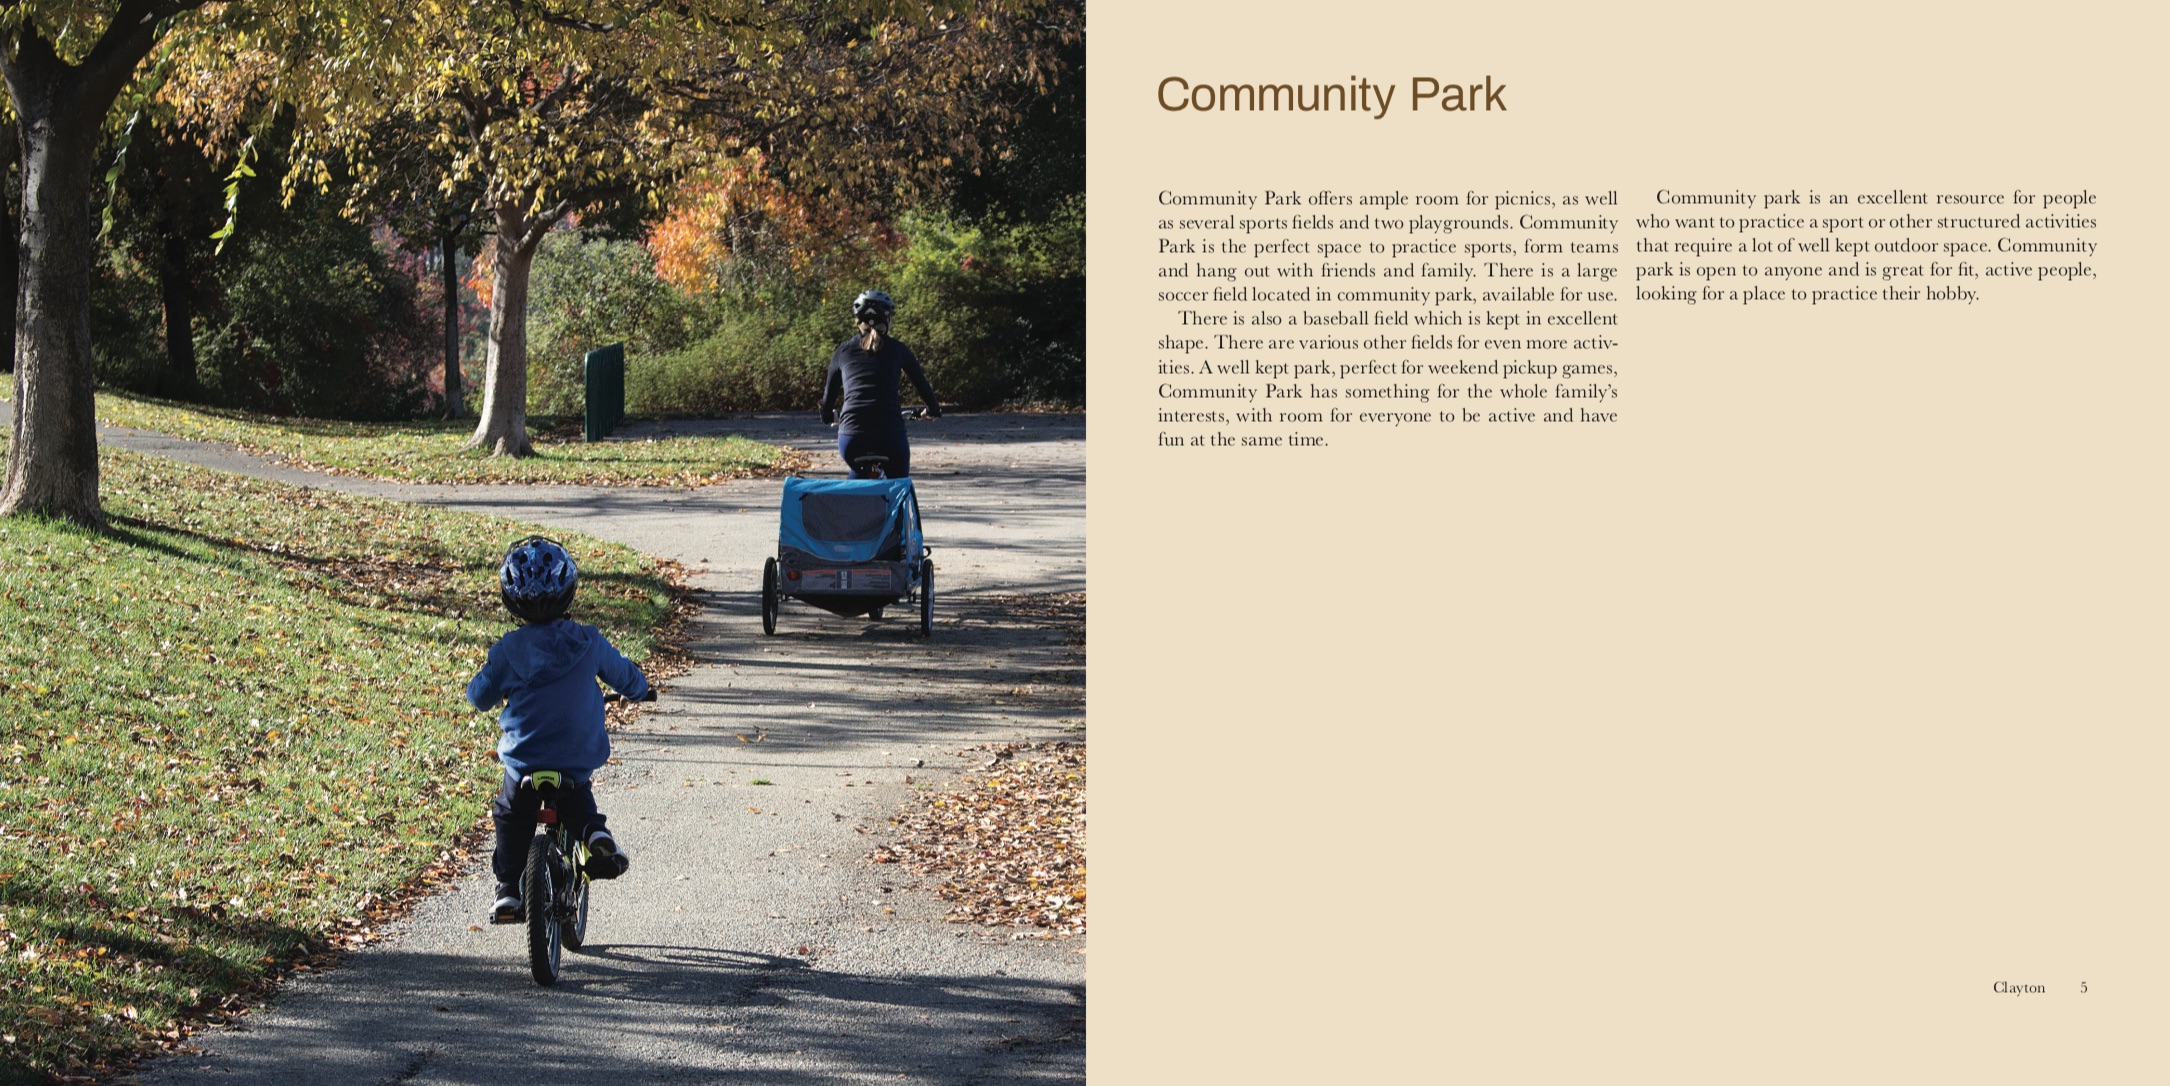 Community Park
Community Park offers ample room for picnics, as well
as several sports fields and two playgrounds. Community
Park is the perfect space to practice sports, form teams
and hang out with friends and family. There is a large
soccer field located in community park, available for use.
There is also a baseball field which is kept in excellent
shape. There are various other fields for even more activ-
ities. A well kept park, perfect for weekend pickup games,
Community Park has something for the whole family’s
interests, with room for everyone to be active and have
fun at the same time.
Community park is an excellent resource for people
who want to practice a sport or other structured activities
that require a lot of well kept outdoor space. Community
park is open to anyone and is great for fit, active people,
looking for a place to practice their hobby.
Clayton 5